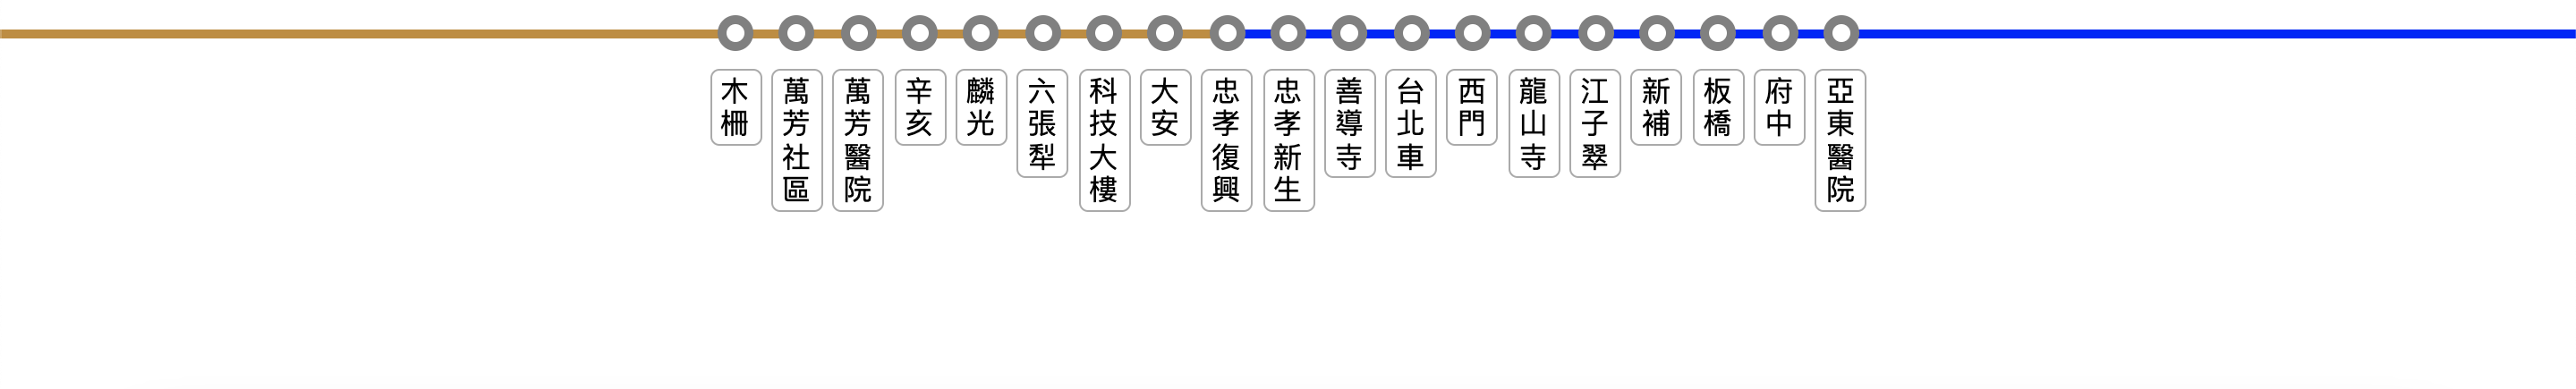 木柵
萬芳社區
萬芳醫院
辛亥
麟光
六張犁
科技大樓
大安
忠孝復興
忠孝新生
善導寺
台北車
西門
龍山寺
江子翠
新補
板橋
府中
亞東醫院